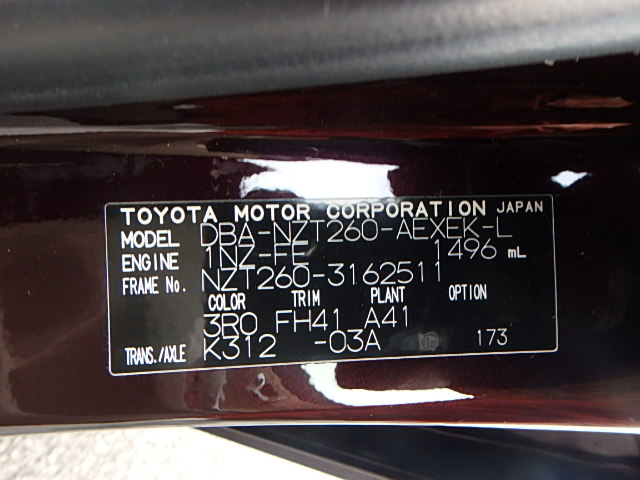 TOYOTA MOTOR CORPORATION JAPAN
MODEL DBA-NZT260-AEXEK-L
ENGINE 1NZ-FE 1496 mL
FRAME No. NZT260-3162511
COLOR TRIM PLANT OPTION
3R0 FH41 A41
TRANS./AXLE K312 -03A 173